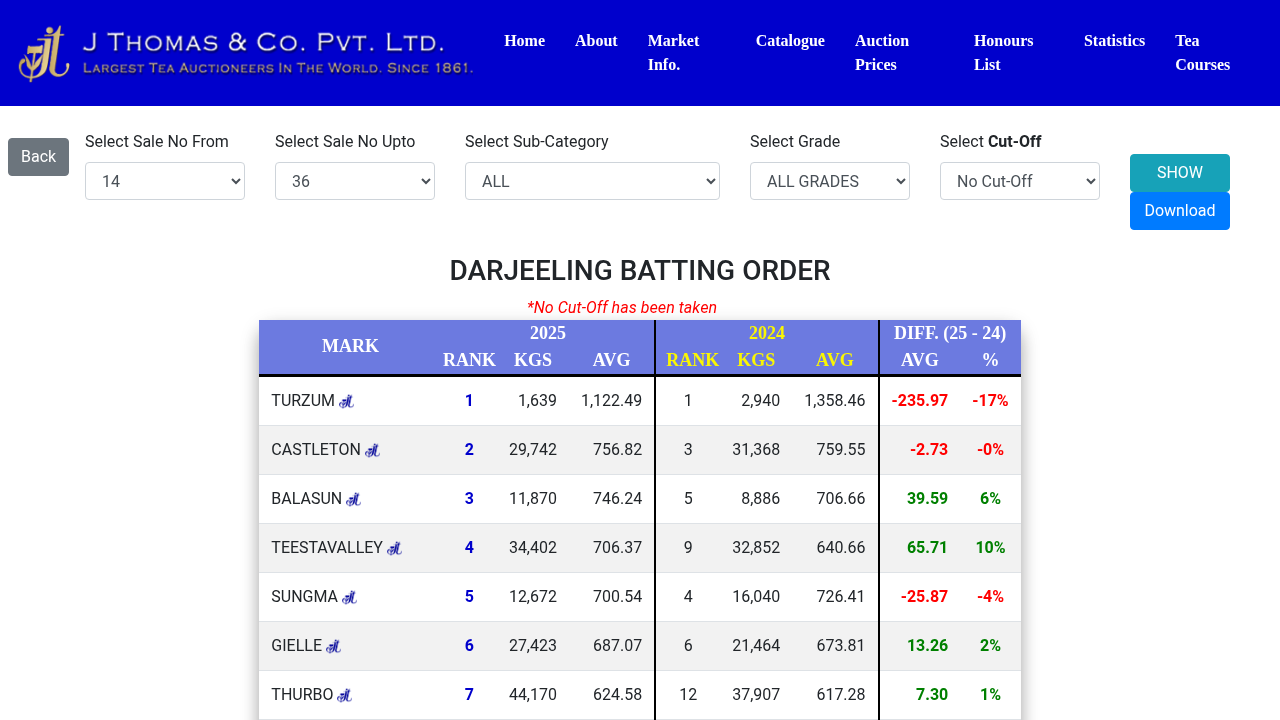 J THOMAS & CO. PVT. LTD.
LARGEST TEA AUCTIONEERS IN THE WORLD. SINCE 1861.
Home About Market Info. Catalogue Auction Prices Honours List Statistics Tea Courses
Back
Select Sale No From Select Sale No Upto Select Sub-Category Select Grade Select Cut-Off
14 36 ALL ALL GRADES No Cut-Off
SHOW
Download
DARJEELING BATTING ORDER
*No Cut-Off has been taken
MARK 2025 2024 DIFF. (25 - 24)
RANK KGS AVG RANK KGS AVG AVG %
TURZUM 1 1,639 1,122.49 1 2,940 1,358.46 -235.97 -17%
CASTLETON 2 29,742 756.82 3 31,368 759.55 -2.73 -0%
BALASUN 3 11,870 746.24 5 8,886 706.66 39.59 6%
TEESTAVALLEY 4 34,402 706.37 9 32,852 640.66 65.71 10%
SUNGMA 5 12,672 700.54 4 16,040 726.41 -25.87 -4%
GIELLE 6 27,423 687.07 6 21,464 673.81 13.26 2%
THURBO 7 44,170 624.58 12 37,907 617.28 7.30 1%